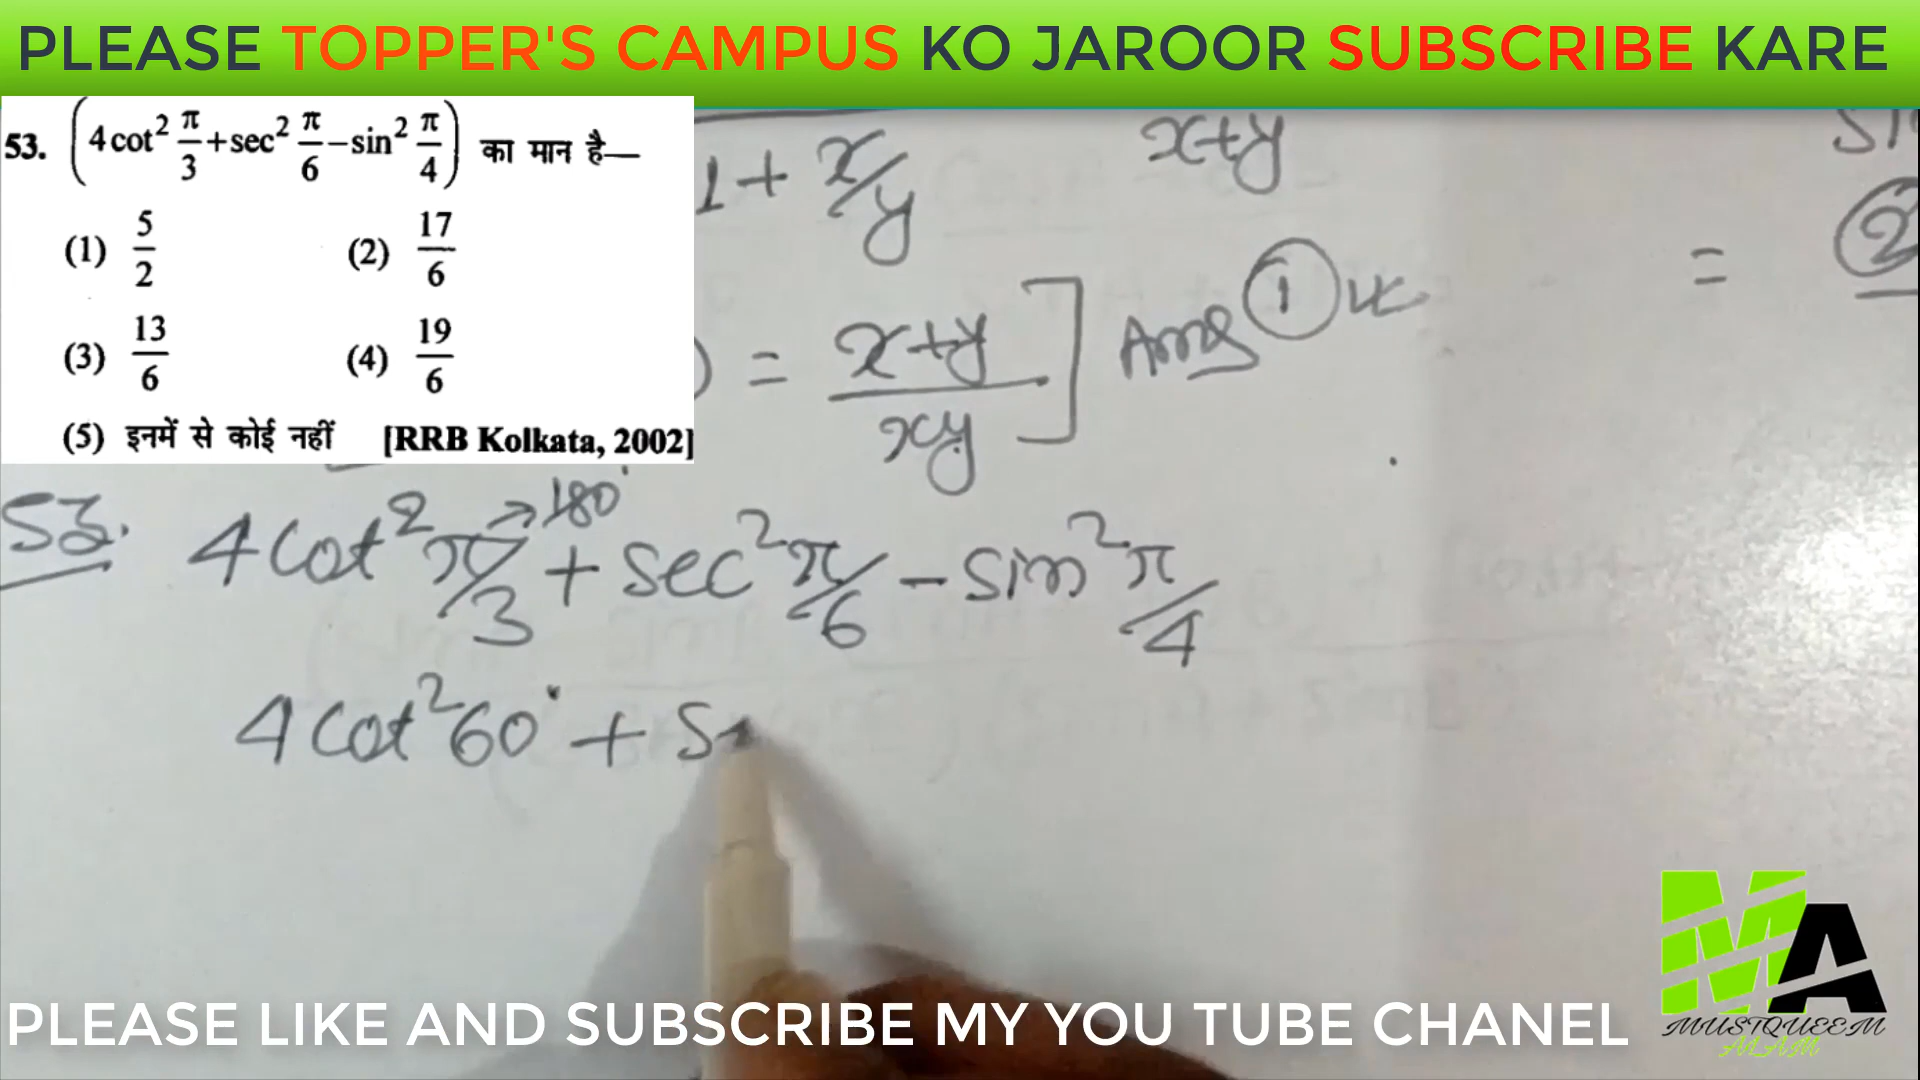 PLEASE TOPPER'S CAMPUS KO JAROOR SUBSCRIBE KARE
53. (4cot² π/3 + sec² π/6 − sin² π/4) का मान है—
(1) 5/2 (2) 17/6
(3) 13/6 (4) 19/6
(5) इनमें से कोई नहीं [RRB Kolkata, 2002]
1 + x/y x+y
) = x+y/xy ] Ans ①
= ②
53. 4cot² π/3 → 180° + sec² π/6 − sin² π/4
4cot² 60° + s
PLEASE LIKE AND SUBSCRIBE MY YOU TUBE CHANEL
MA
MUSTQUEEM
ALAM